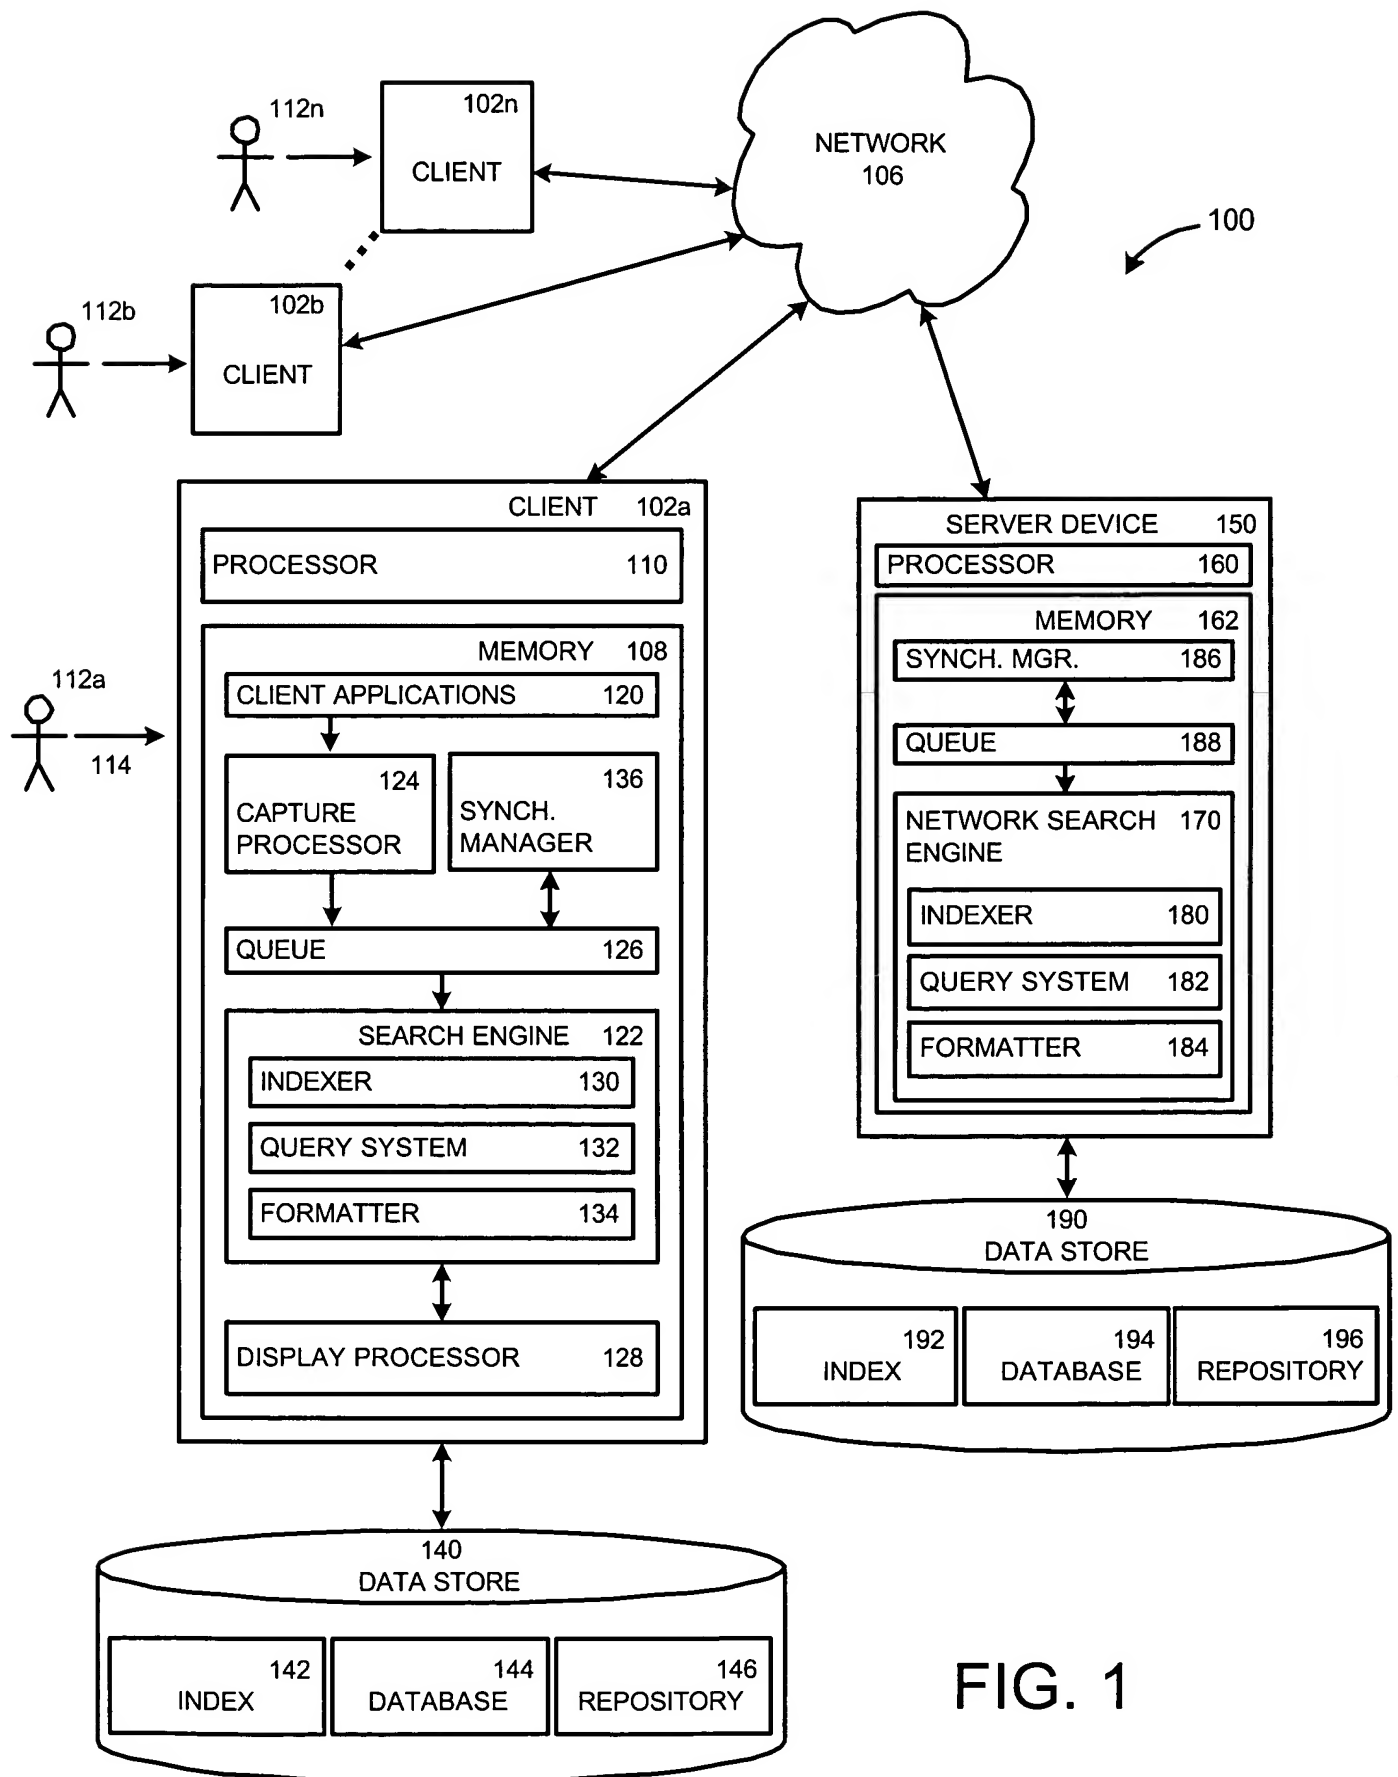 112n
102n
CLIENT
NETWORK
106
100
112b
102b
CLIENT
CLIENT 102a
PROCESSOR 110
MEMORY 108
CLIENT APPLICATIONS 120
112a
114
124
CAPTURE
PROCESSOR
136
SYNCH.
MANAGER
QUEUE 126
SEARCH ENGINE 122
INDEXER 130
QUERY SYSTEM 132
FORMATTER 134
DISPLAY PROCESSOR 128
140
DATA STORE
142
INDEX
144
DATABASE
146
REPOSITORY
SERVER DEVICE 150
PROCESSOR 160
MEMORY 162
SYNCH. MGR. 186
QUEUE 188
NETWORK SEARCH 170
ENGINE
INDEXER 180
QUERY SYSTEM 182
FORMATTER 184
190
DATA STORE
192
INDEX
194
DATABASE
196
REPOSITORY
FIG. 1